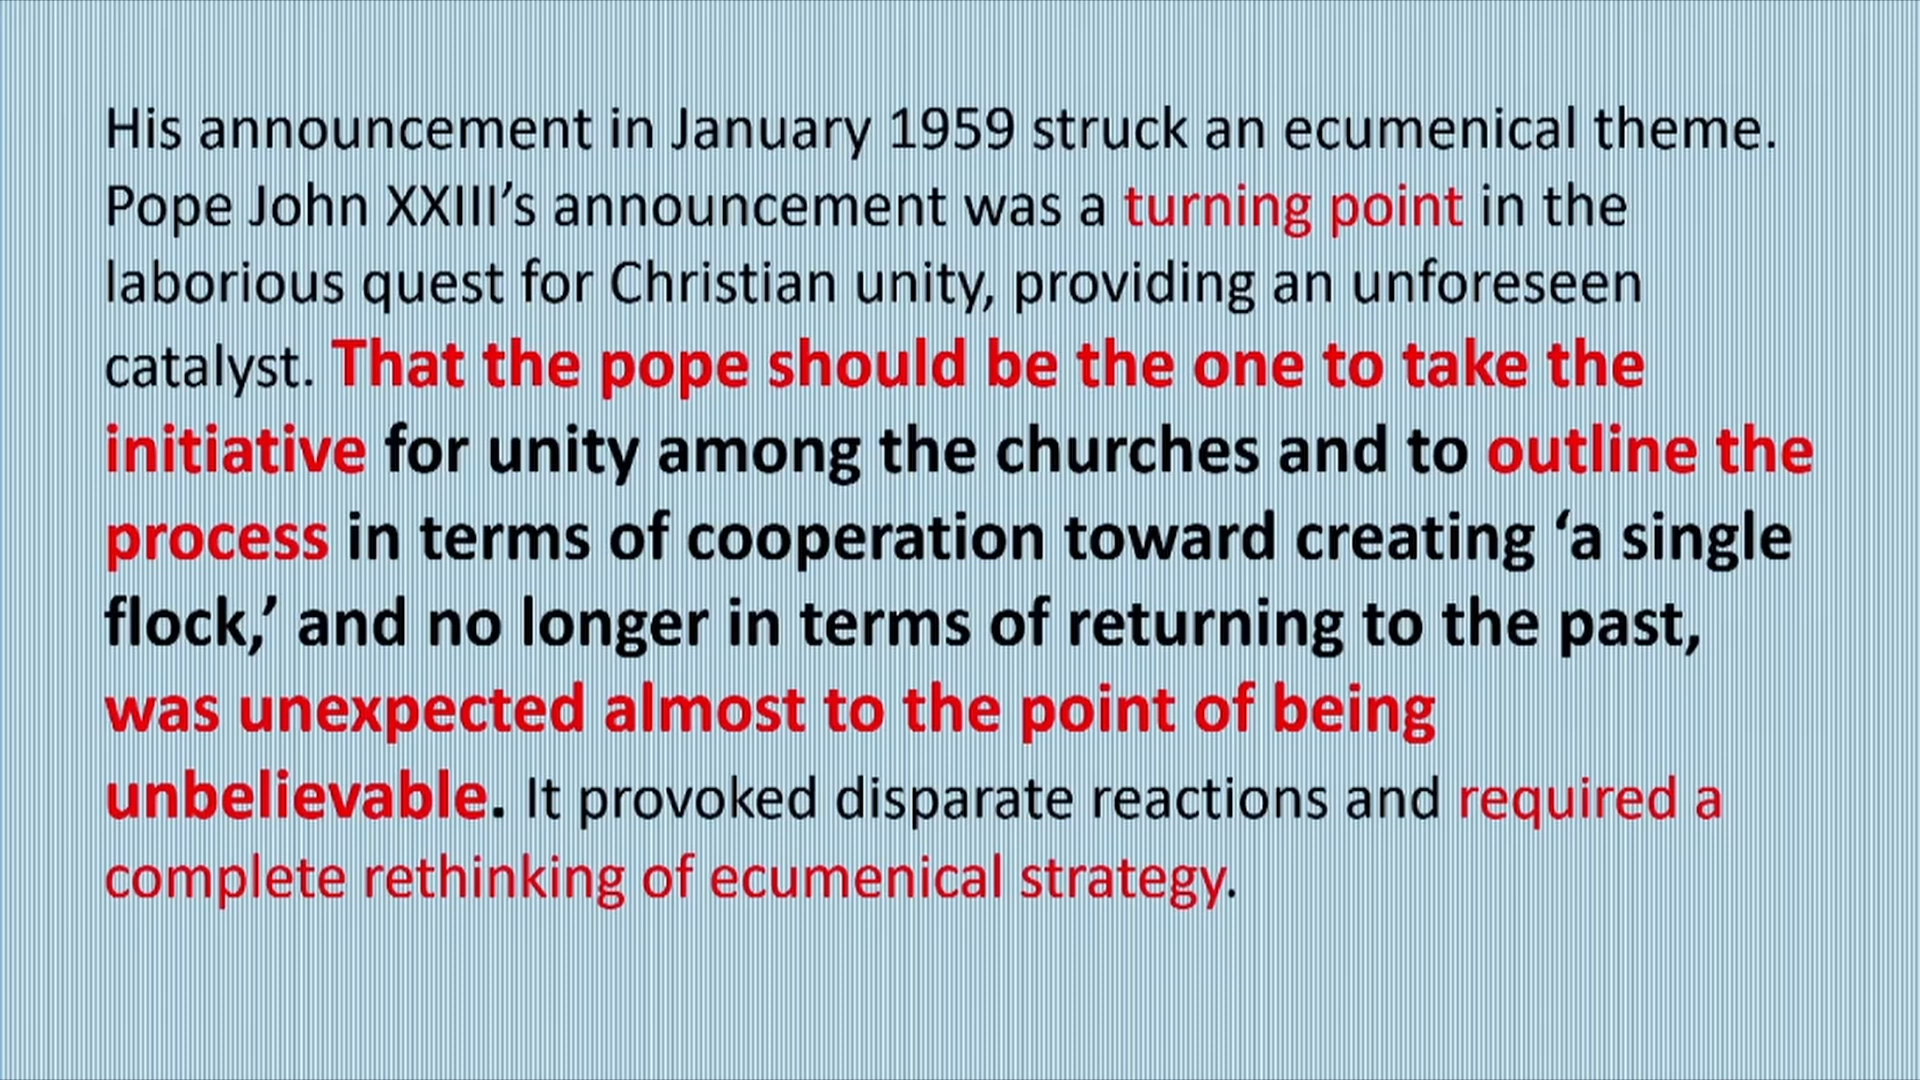 His announcement in January 1959 struck an ecumenical theme.
Pope John XXIII’s announcement was a turning point in the
laborious quest for Christian unity, providing an unforeseen
catalyst. That the pope should be the one to take the
initiative for unity among the churches and to outline the
process in terms of cooperation toward creating ‘a single
flock,’ and no longer in terms of returning to the past,
was unexpected almost to the point of being
unbelievable. It provoked disparate reactions and required a
complete rethinking of ecumenical strategy.